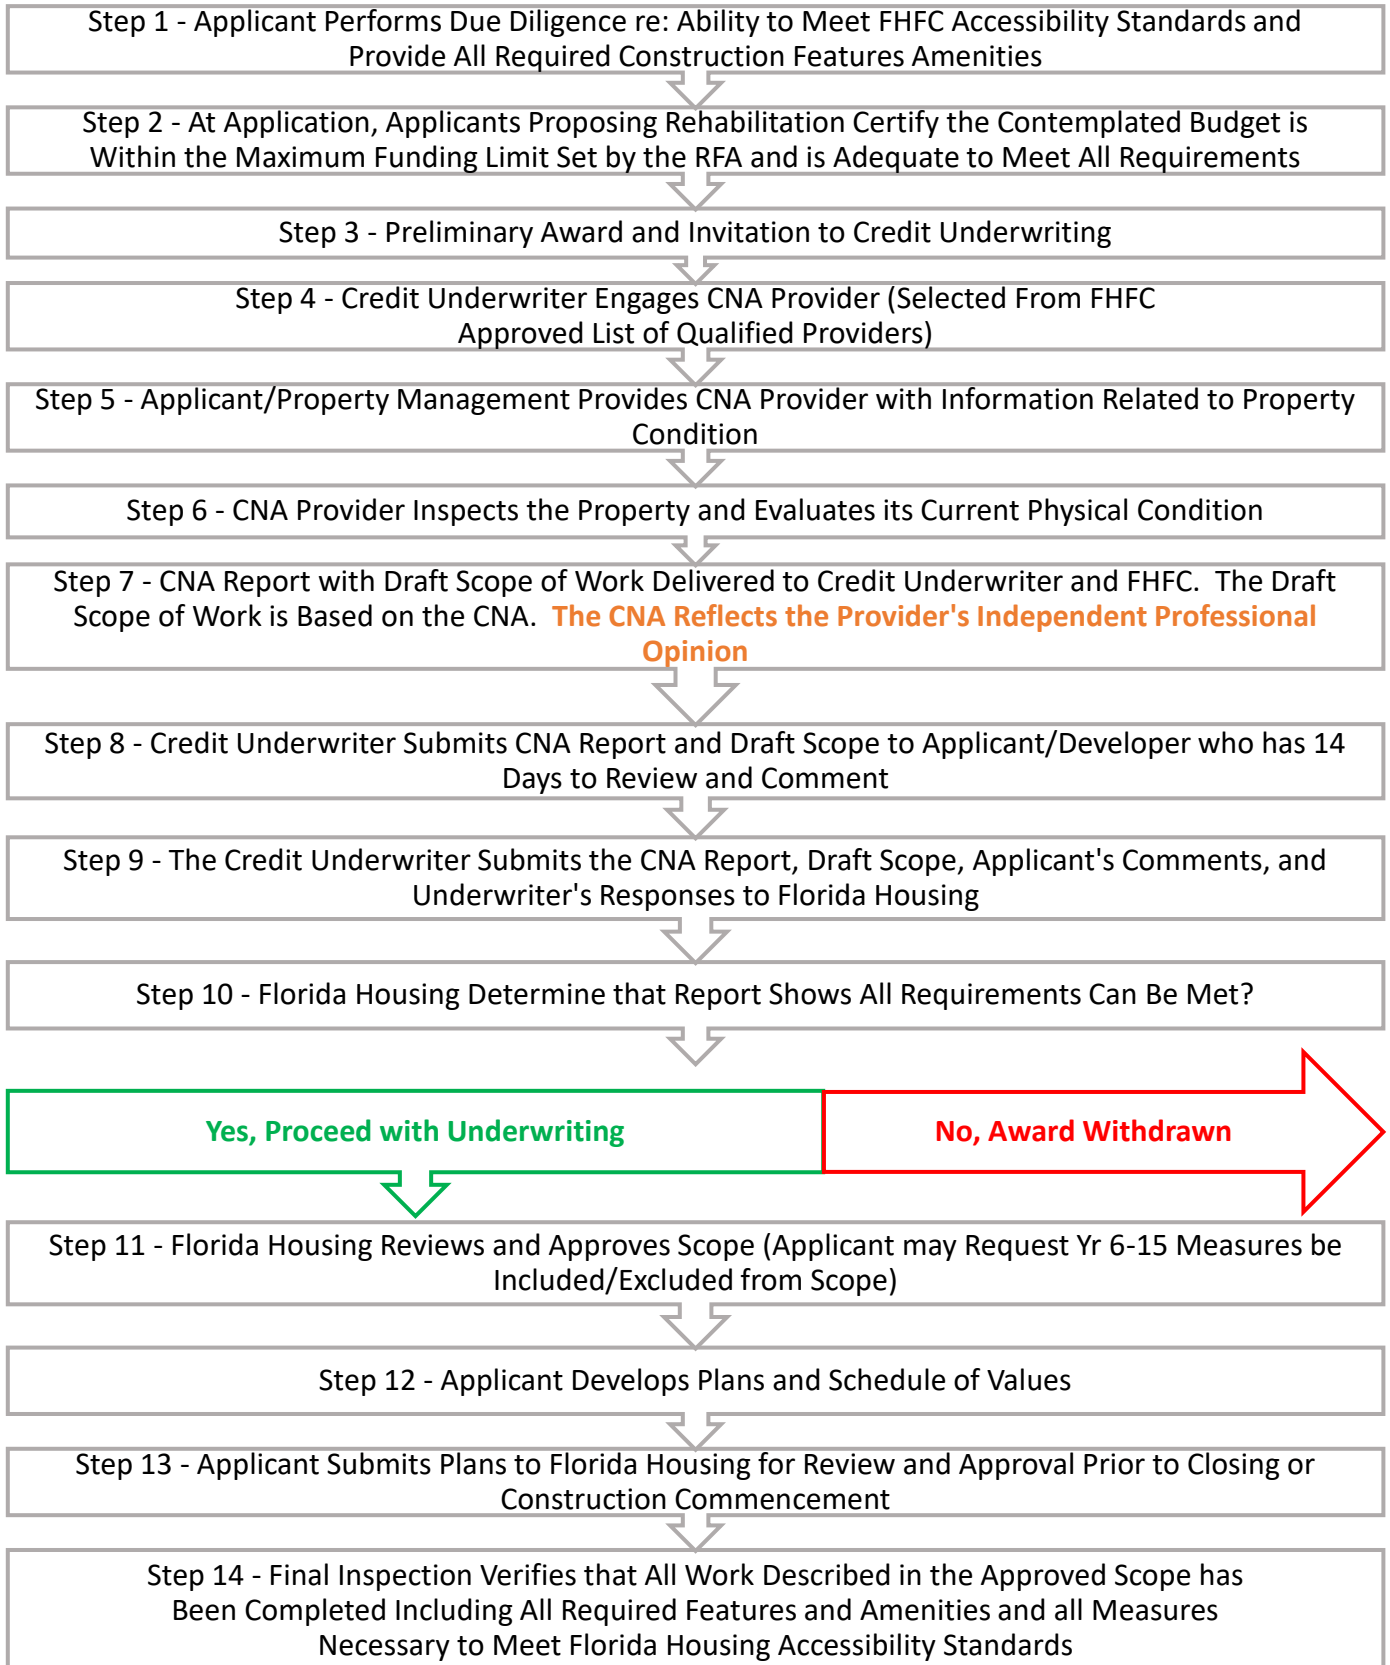 Step 1 - Applicant Performs Due Diligence re: Ability to Meet FHFC Accessibility Standards and
Provide All Required Construction Features Amenities
Step 2 - At Application, Applicants Proposing Rehabilitation Certify the Contemplated Budget is
Within the Maximum Funding Limit Set by the RFA and is Adequate to Meet All Requirements
Step 3 - Preliminary Award and Invitation to Credit Underwriting
Step 4 - Credit Underwriter Engages CNA Provider (Selected From FHFC
Approved List of Qualified Providers)
Step 5 - Applicant/Property Management Provides CNA Provider with Information Related to Property
Condition
Step 6 - CNA Provider Inspects the Property and Evaluates its Current Physical Condition
Step 7 - CNA Report with Draft Scope of Work Delivered to Credit Underwriter and FHFC.  The Draft
Scope of Work is Based on the CNA.  The CNA Reflects the Provider's Independent Professional
Opinion
Step 8 - Credit Underwriter Submits CNA Report and Draft Scope to Applicant/Developer who has 14
Days to Review and Comment
Step 9 - The Credit Underwriter Submits the CNA Report, Draft Scope, Applicant's Comments, and
Underwriter's Responses to Florida Housing
Step 10 - Florida Housing Determine that Report Shows All Requirements Can Be Met?
Yes, Proceed with Underwriting
No, Award Withdrawn
Step 11 - Florida Housing Reviews and Approves Scope (Applicant may Request Yr 6-15 Measures be
Included/Excluded from Scope)
Step 12 - Applicant Develops Plans and Schedule of Values
Step 13 - Applicant Submits Plans to Florida Housing for Review and Approval Prior to Closing or
Construction Commencement
Step 14 - Final Inspection Verifies that All Work Described in the Approved Scope has
Been Completed Including All Required Features and Amenities and all Measures
Necessary to Meet Florida Housing Accessibility Standards